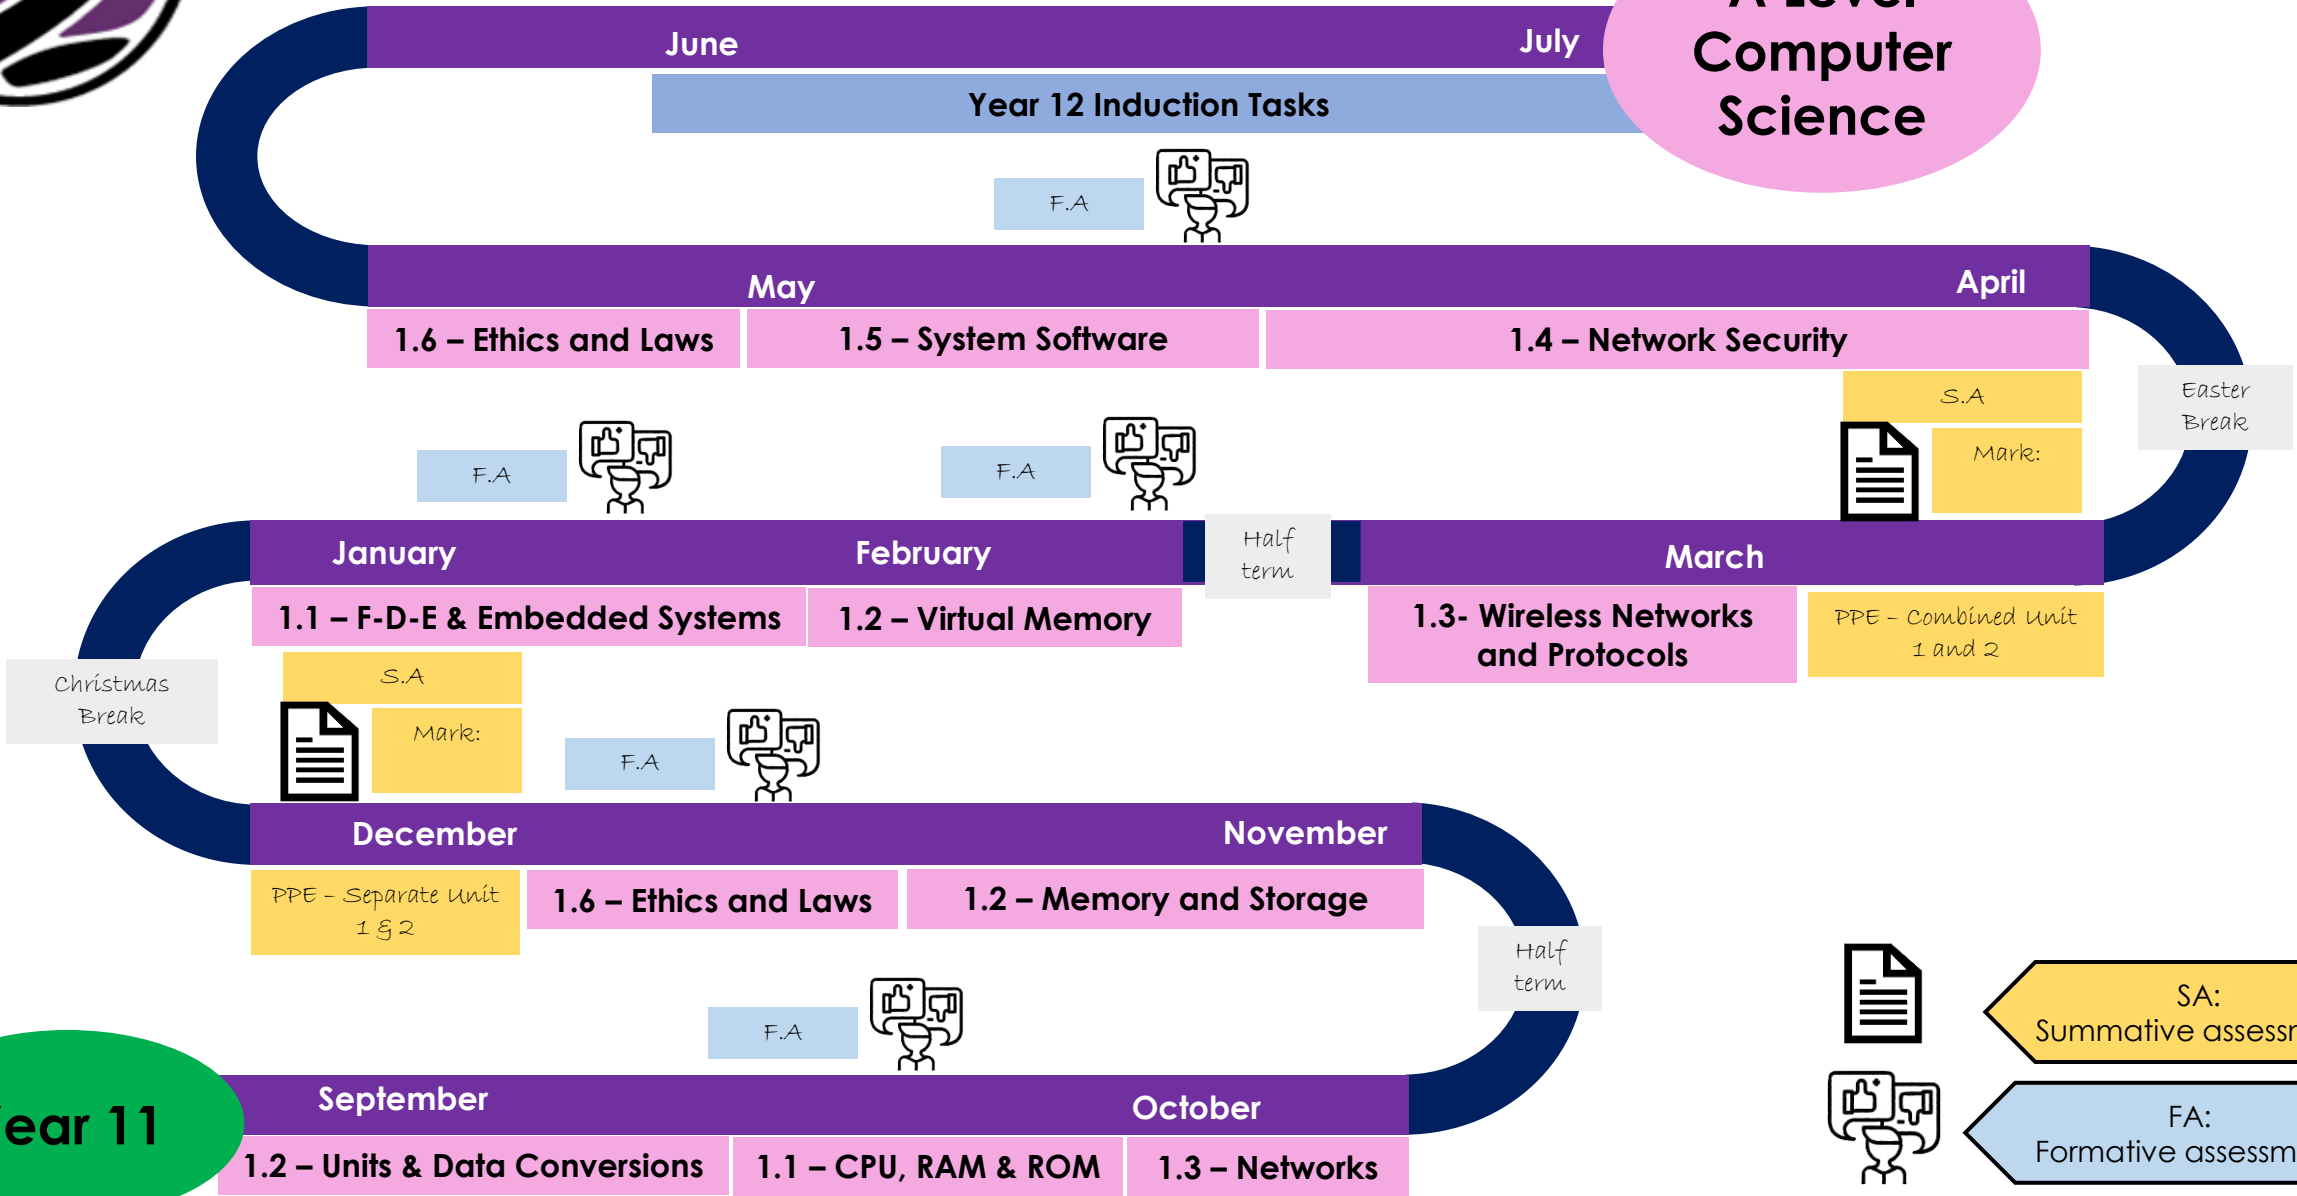 Computer
Science
June
July
Year 12 Induction Tasks
F.A
May
April
1.6 – Ethics and Laws
1.5 – System Software
1.4 – Network Security
S.A
Mark:
Easter
Break
F.A
F.A
January
February
Half
term
March
1.1 – F-D-E & Embedded Systems
1.2 – Virtual Memory
1.3- Wireless Networks
and Protocols
PPE – Combined Unit
1 and 2
Christmas
Break
S.A
Mark:
F.A
December
November
PPE – Separate Unit
1 & 2
1.6 – Ethics and Laws
1.2 – Memory and Storage
Half
term
F.A
SA:
Summative
FA:
Formative
11
September
October
1.2 – Units & Data Conversions
1.1 – CPU, RAM & ROM
1.3 – Networks